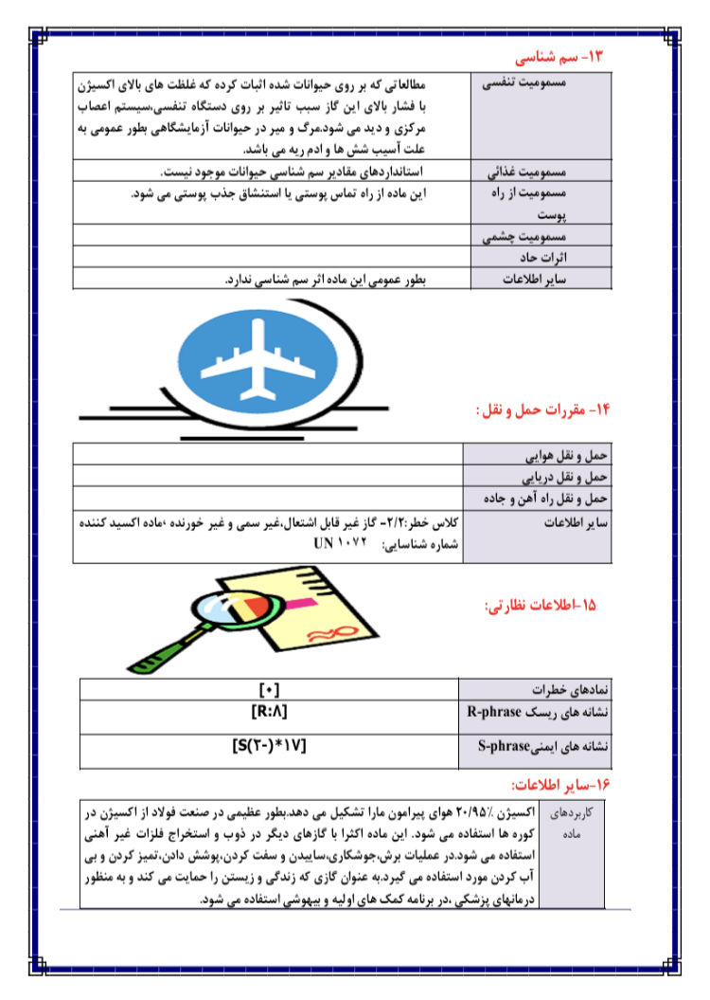 ۱۳- سم شناسی
مسمومیت تنفسی
مطالعاتی که بر روی حیوانات شده اثبات کرده که غلظت های بالای اکسیژن
با فشار بالای این گاز سبب تاثیر بر روی دستگاه تنفسی،سیستم اعصاب
مرکزی و دید می شود.مرگ و میر در حیوانات آزمایشگاهی بطور عمومی به
علت آسیب شش ها و ادم ریه می باشد.
مسمومیت غذائی
استانداردهای مقادیر سم شناسی حیوانات موجود نیست.
مسمومیت از راه
پوست
این ماده از راه تماس پوستی یا استنشاق جذب پوستی می شود.
مسمومیت چشمی
اثرات حاد
سایر اطلاعات
بطور عمومی این ماده اثر سم شناسی ندارد.
۱۴- مقررات حمل و نقل :
حمل و نقل هوایی
حمل و نقل دریایی
حمل و نقل راه آهن و جاده
سایر اطلاعات
کلاس خطر:۲/۲- گاز غیر قابل اشتعال،غیر سمی و غیر خورنده ،ماده اکسید کننده
شماره شناسایی: UN ۱۰۷۲
۱۵-اطلاعات نظارتی:
نمادهای خطرات
[۰]
نشانه های ریسک R-phrase
[R:۸]
نشانه های ایمنیS-phrase
[S(۲-)*۱۷]
۱۶-سایر اطلاعات:
کاربردهای
ماده
اکسیژن ۲۰/۹۵٪ هوای پیرامون مارا تشکیل می دهد.بطور عظیمی در صنعت فولاد از اکسیژن در
کوره ها استفاده می شود. این ماده اکثرا با گازهای دیگر در ذوب و استخراج فلزات غیر آهنی
استفاده می شود.در عملیات برش،جوشکاری،ساییدن و سفت کردن،پوشش دادن،تمیز کردن و بی
آب کردن مورد استفاده می گیرد.به عنوان گازی که زندگی و زیستن را حمایت می کند و به منظور
درمانهای پزشکی ،در برنامه کمک های اولیه و بیهوشی استفاده می شود.